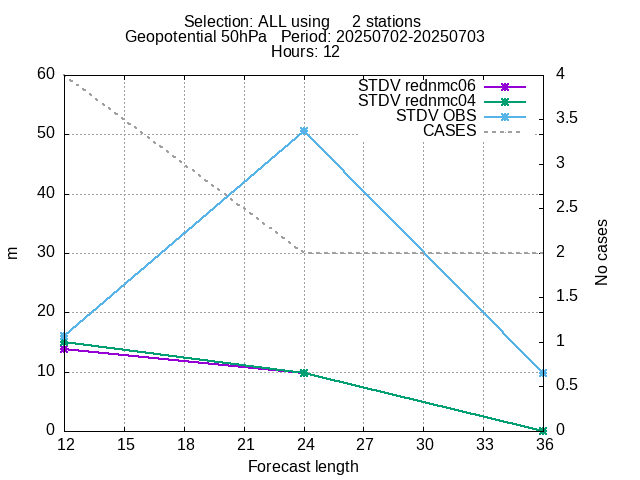 Selection: ALL using     2 stations
Geopotential 50hPa   Period: 20250702-20250703
Hours: 12
STDV rednmc06
STDV rednmc04
STDV OBS
CASES
60
50
40
30
20
10
0
m
4
3.5
3
2.5
2
1.5
1
0.5
0
No cases
12 15 18 21 24 27 30 33 36
Forecast length